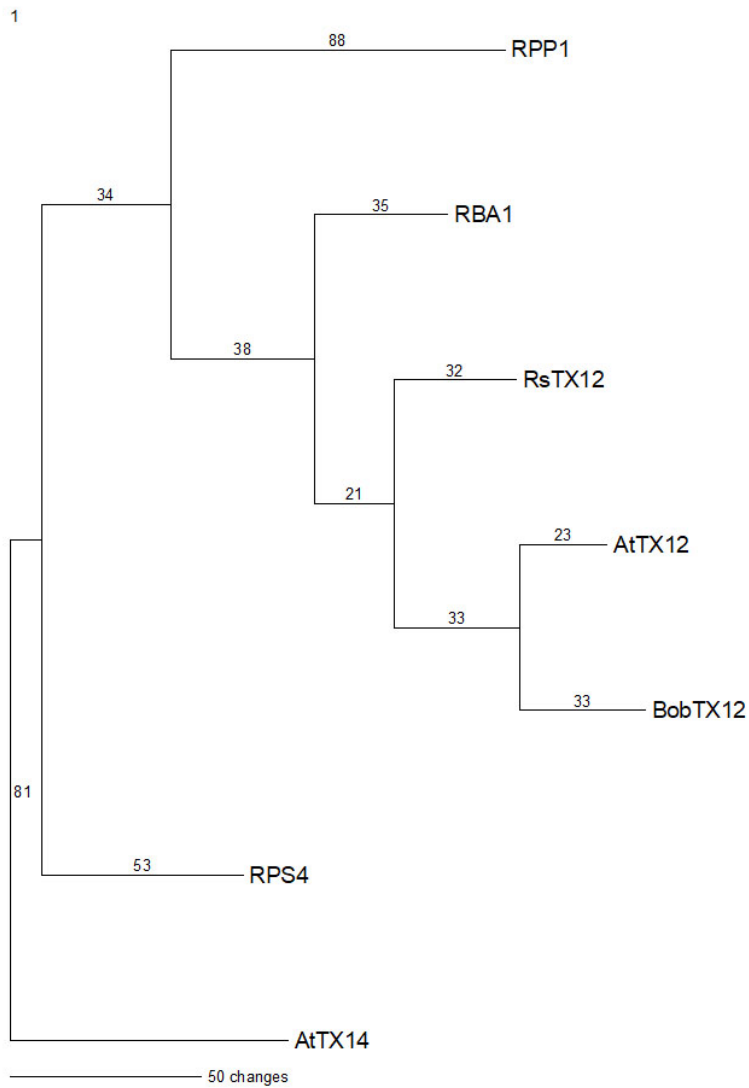 1
88
RPP1
34
35
RBA1
38
32
RsTX12
21
23
AtTX12
33
33
BobTX12
81
53
RPS4
AtTX14
50 changes